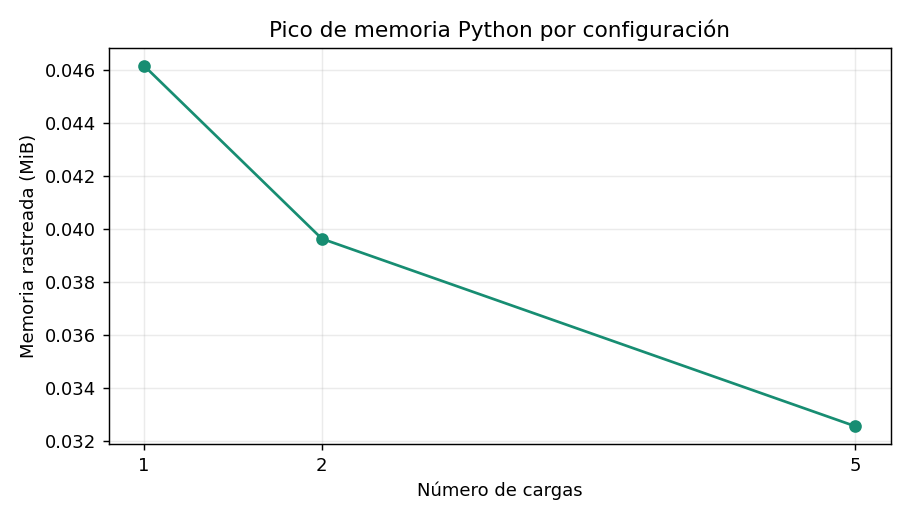 Pico de memoria Python por configuración
Memoria rastreada (MiB)
0.046
0.044
0.042
0.040
0.038
0.036
0.034
0.032
1 2 5
Número de cargas